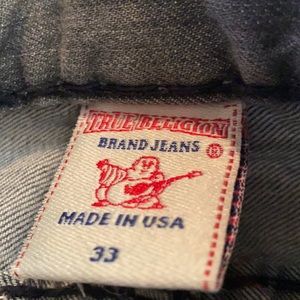 TRUE RELIGION
BRAND JEANS ®
MADE IN USA
33